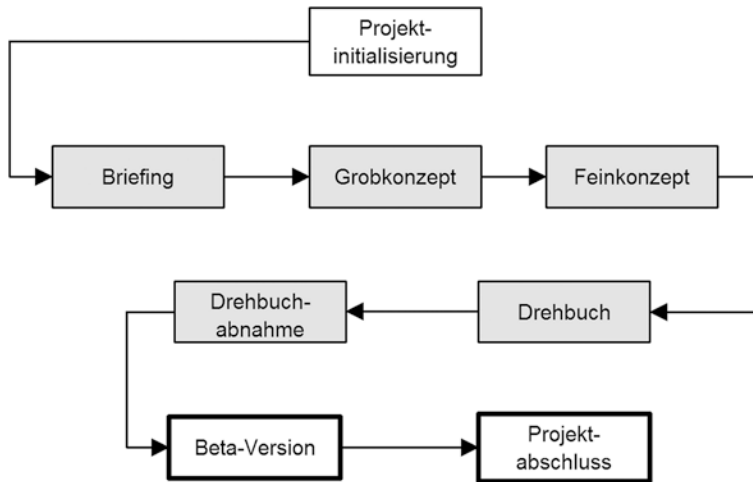 Projekt-
initialisierung
Briefing
Grobkonzept
Feinkonzept
Drehbuch-
abnahme
Drehbuch
Beta-Version
Projekt-
abschluss